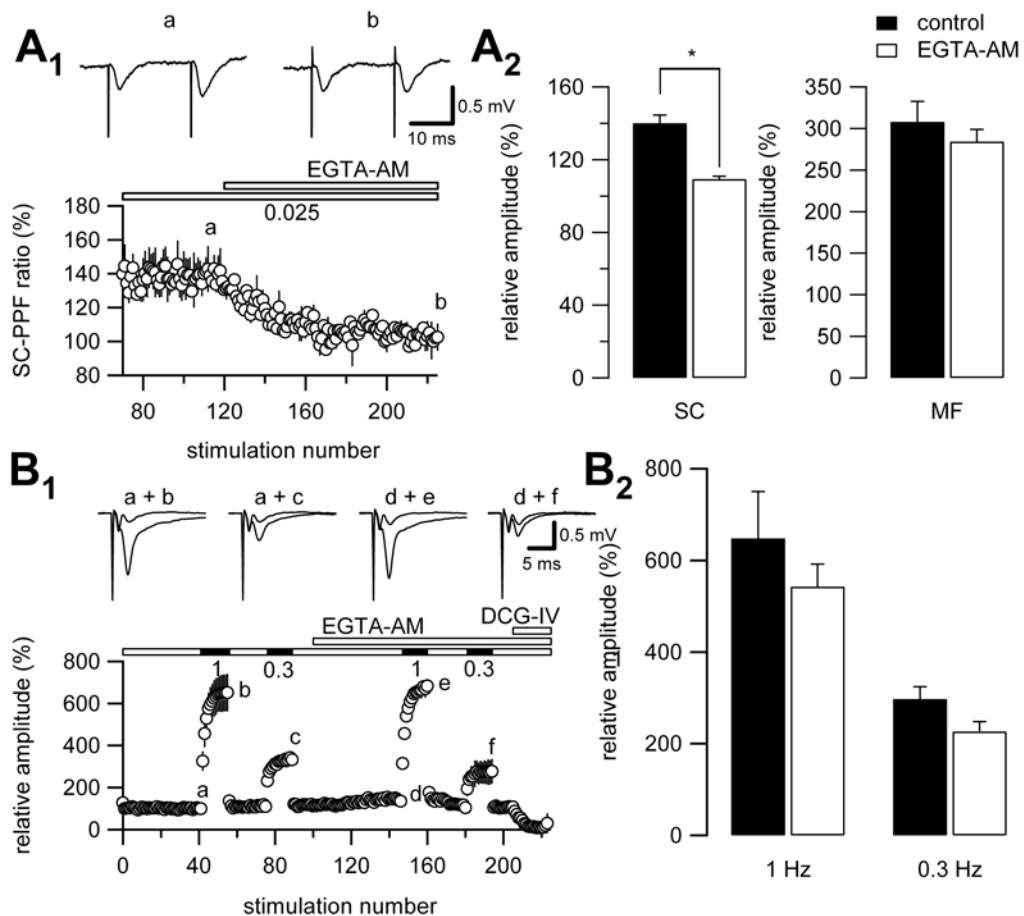 A1
a
b
0.5 mV
10 ms
EGTA-AM
0.025
SC-PPF ratio (%)
180
160
140
120
100
80
a
b
80
120
160
200
stimulation number
A2
control
EGTA-AM
*
relative amplitude (%)
160
120
80
40
0
SC
relative amplitude (%)
350
300
250
200
150
100
50
0
MF
B1
a + b
a + c
d + e
d + f
0.5 mV
5 ms
DCG-IV
EGTA-AM
1
0.3
1
0.3
relative amplitude (%)
800
600
400
200
0
a
b
c
d
e
f
0
40
80
120
160
200
stimulation number
B2
relative amplitude (%)
800
600
400
200
0
1 Hz
0.3 Hz